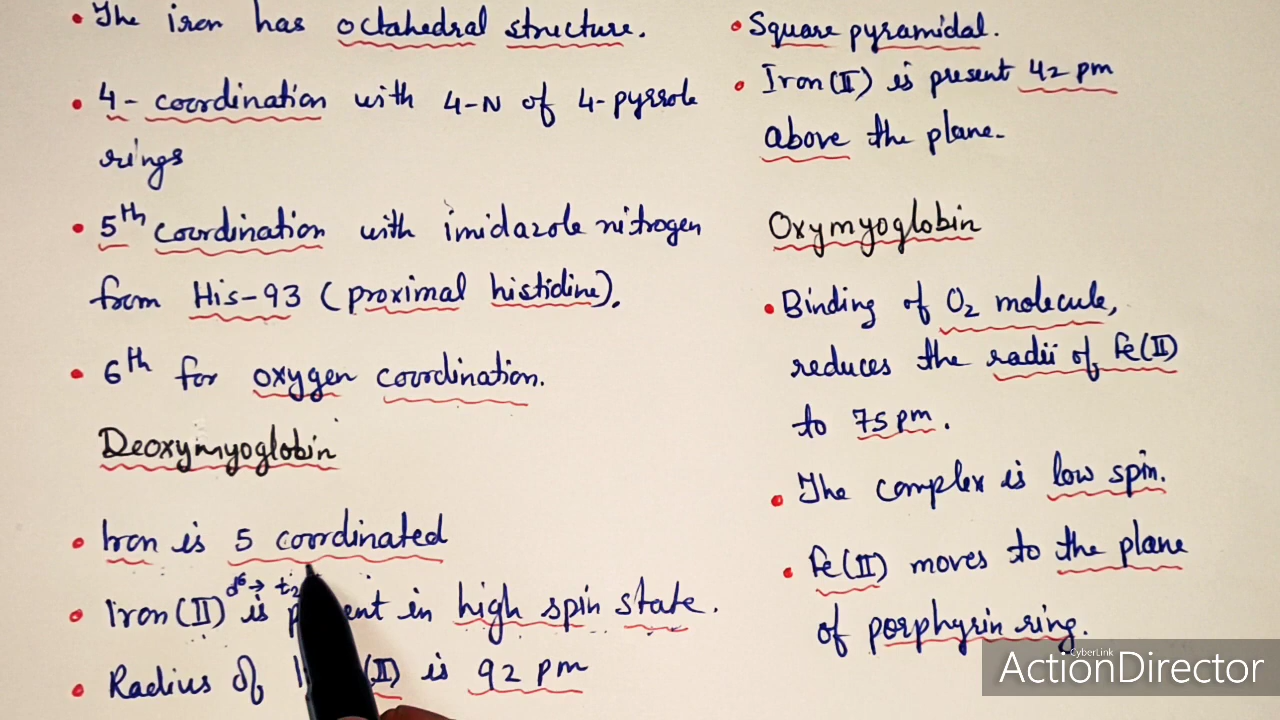 • The iron has octahedral structure.
• 4-coordination with 4-N of 4-pyrrole
rings
• 5th coordination with imidazole nitrogen
from His-93 (proximal histidine).
• 6th for oxygen coordination.
Deoxymyoglobin
• Iron is 5 coordinated
d6 →
• Iron (II) is in high spin state.
• Radius of (II) is 92 pm
• Square pyramidal.
• Iron (II) is present 42 pm
above the plane.
Oxymyoglobin
• Binding of O2 molecule,
reduces the radii of Fe(II)
to 75 pm.
• The complex is low spin.
• Fe(II) moves to the plane
of porphyrin ring.
CyberLink
ActionDirector